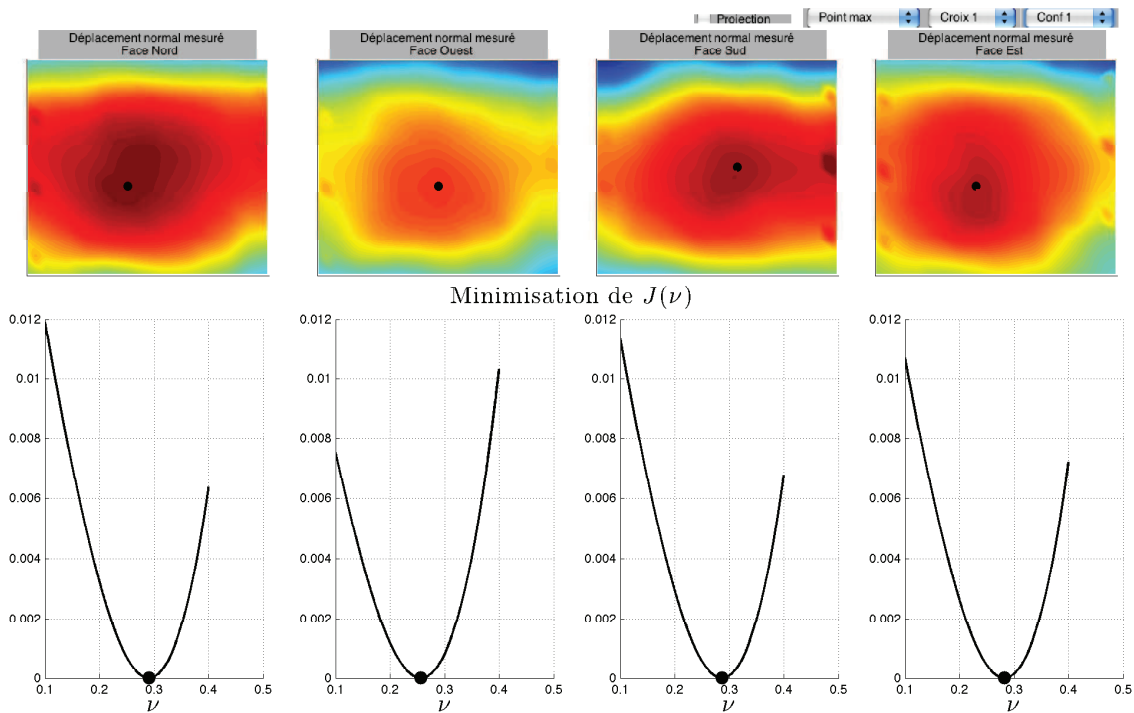 Projection Point max Croix 1 Conf 1
Déplacement normal mesuré Déplacement normal mesuré Déplacement normal mesuré Déplacement normal mesuré
Face Nord Face Ouest Face Sud Face Est
Minimisation de J(ν)
0.012 0.012 0.012 0.012
0.01 0.01 0.01 0.01
0.008 0.008 0.008 0.008
0.006 0.006 0.006 0.006
0.004 0.004 0.004 0.004
0.002 0.002 0.002 0.002
0 0 0 0
0.1 0.2 0.3 0.4 0.5 0.1 0.2 0.3 0.4 0.5 0.1 0.2 0.3 0.4 0.5 0.1 0.2 0.3 0.4 0.5
ν ν ν ν